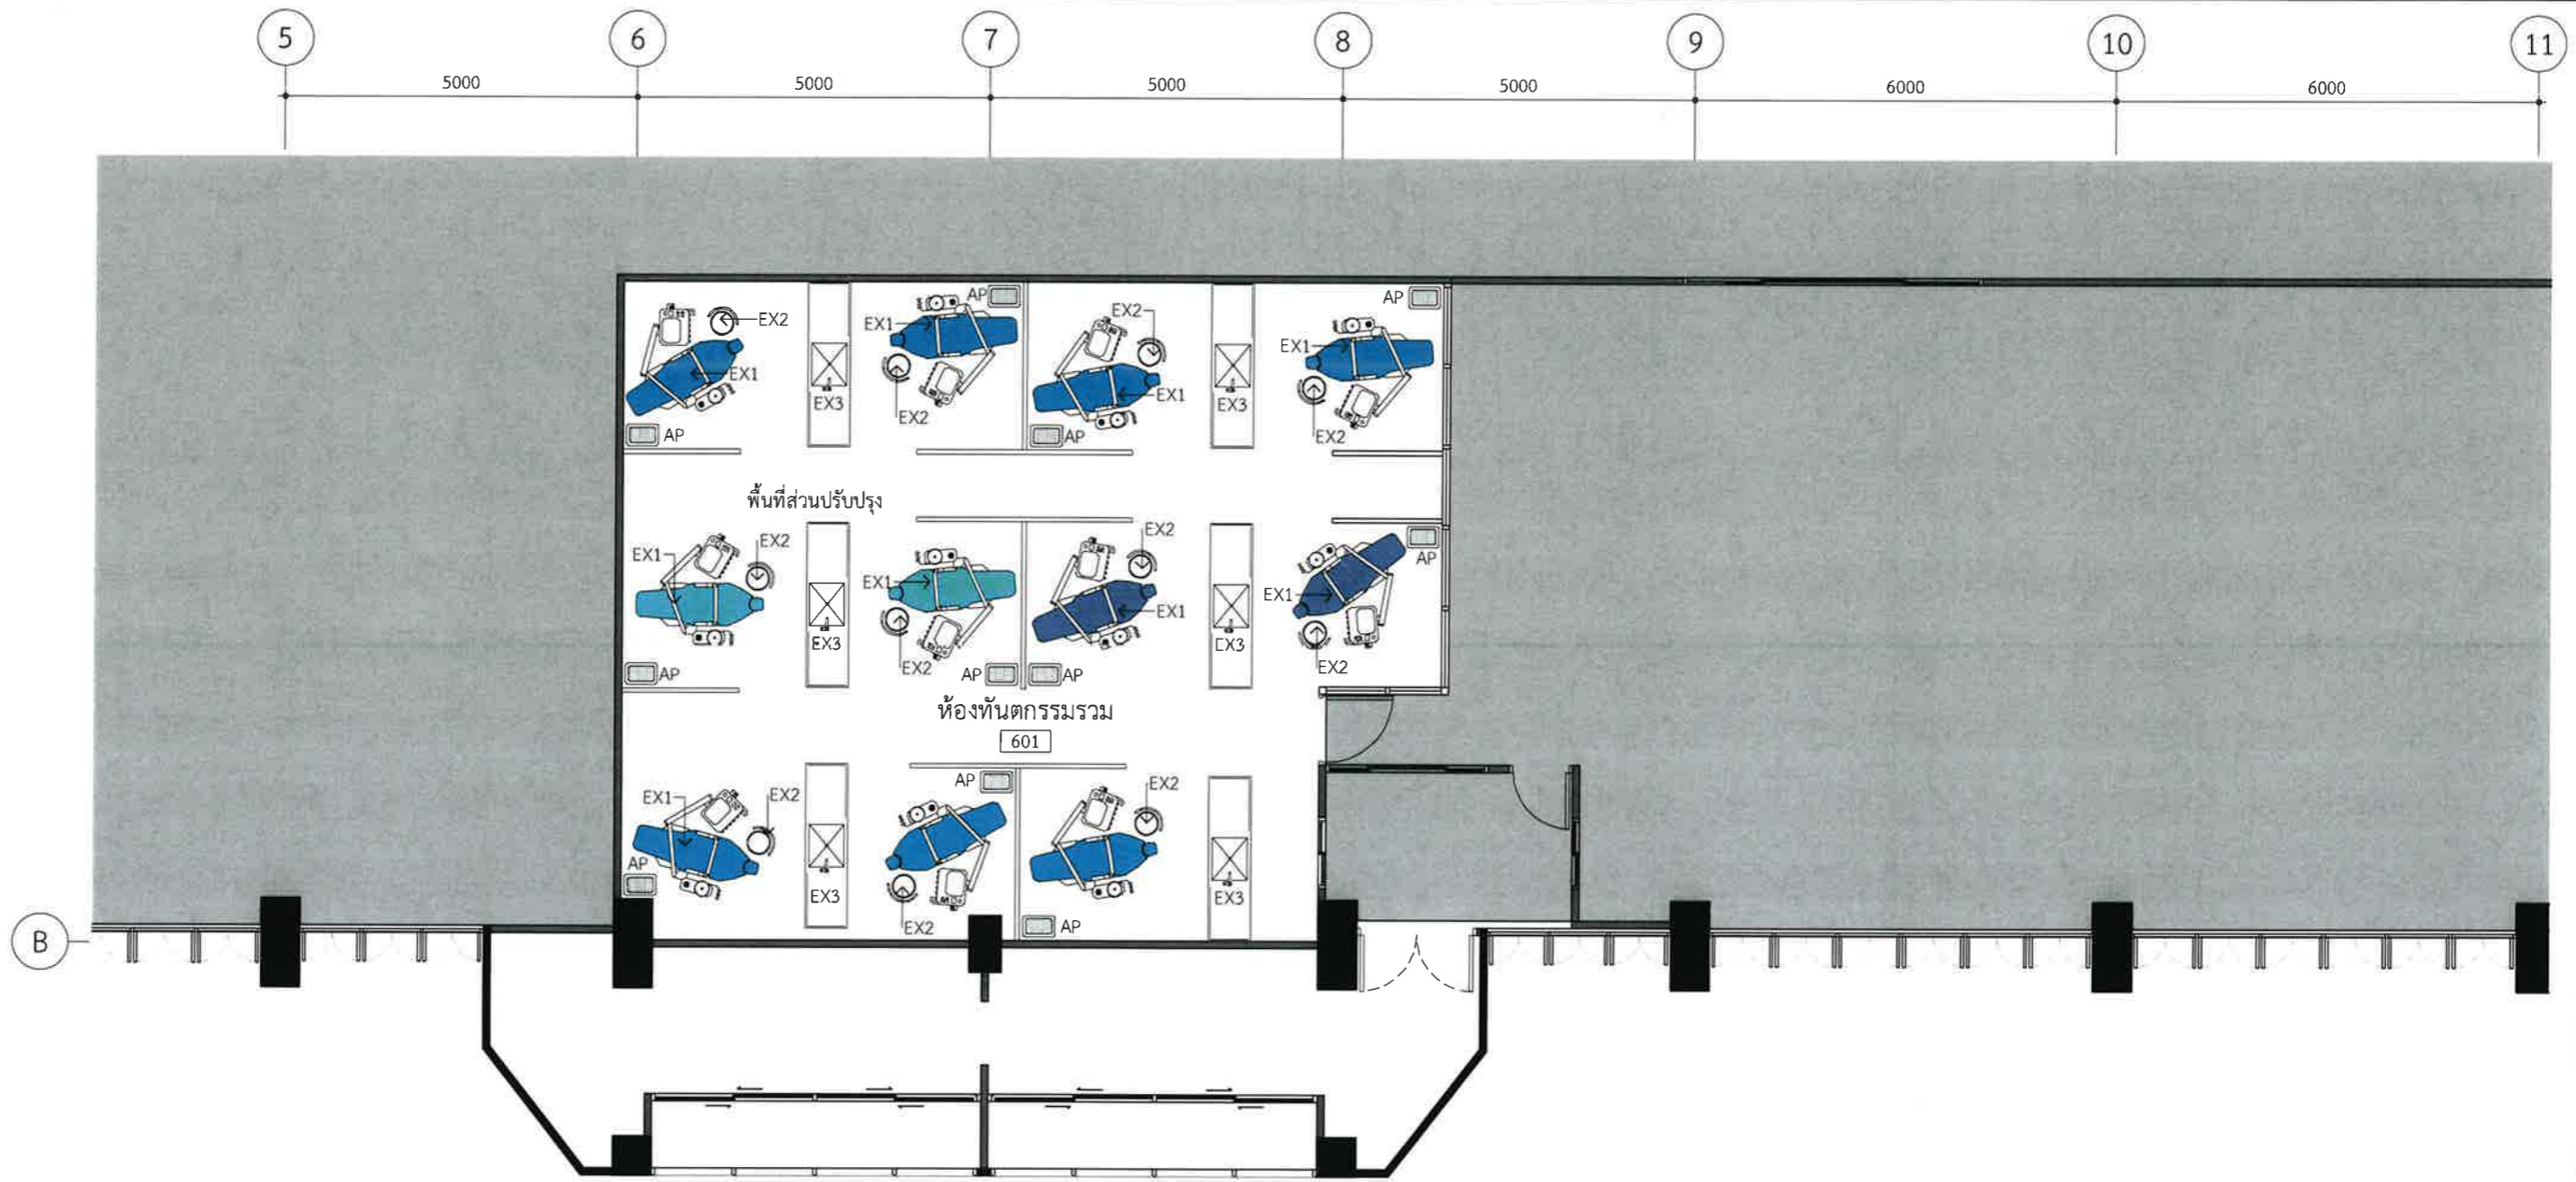 5 6 7 8 9 10 11
5000 5000 5000 5000 6000 6000
AP AP
EX2 EX1 EX2 EX1
EX1 EX1
EX3 EX3
EX2 EX2
AP AP
พื้นที่ส่วนปรับปรุง
EX1 EX2 EX2 AP
EX1 EX1 EX1
EX3 EX3
EX2 EX2
AP AP AP
ห้องทันตกรรมรวม
601
AP
EX1 EX2 EX2
AP
EX3 EX3
EX2 AP
B